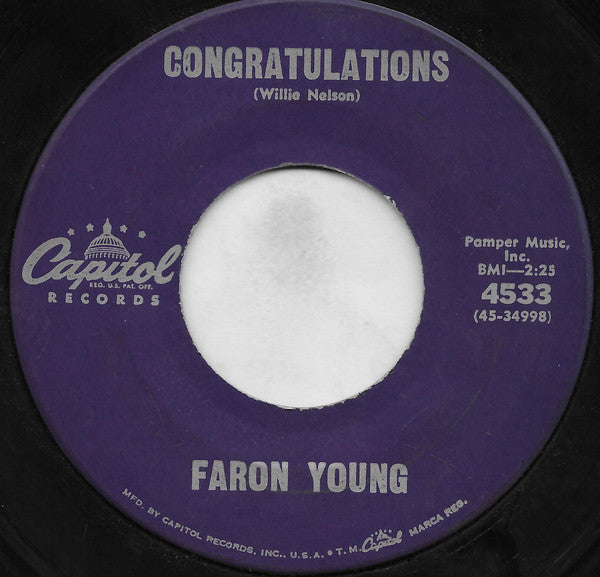 CONGRATULATIONS
(Willie Nelson)
Capitol
REG. U.S. PAT. OFF.
RECORDS
Pamper Music,
Inc.
BMI—2:25
4533
(45-34998)
FARON YOUNG
MFD. BY CAPITOL RECORDS, INC., U.S.A. • T.M. Capitol MARCA REG.